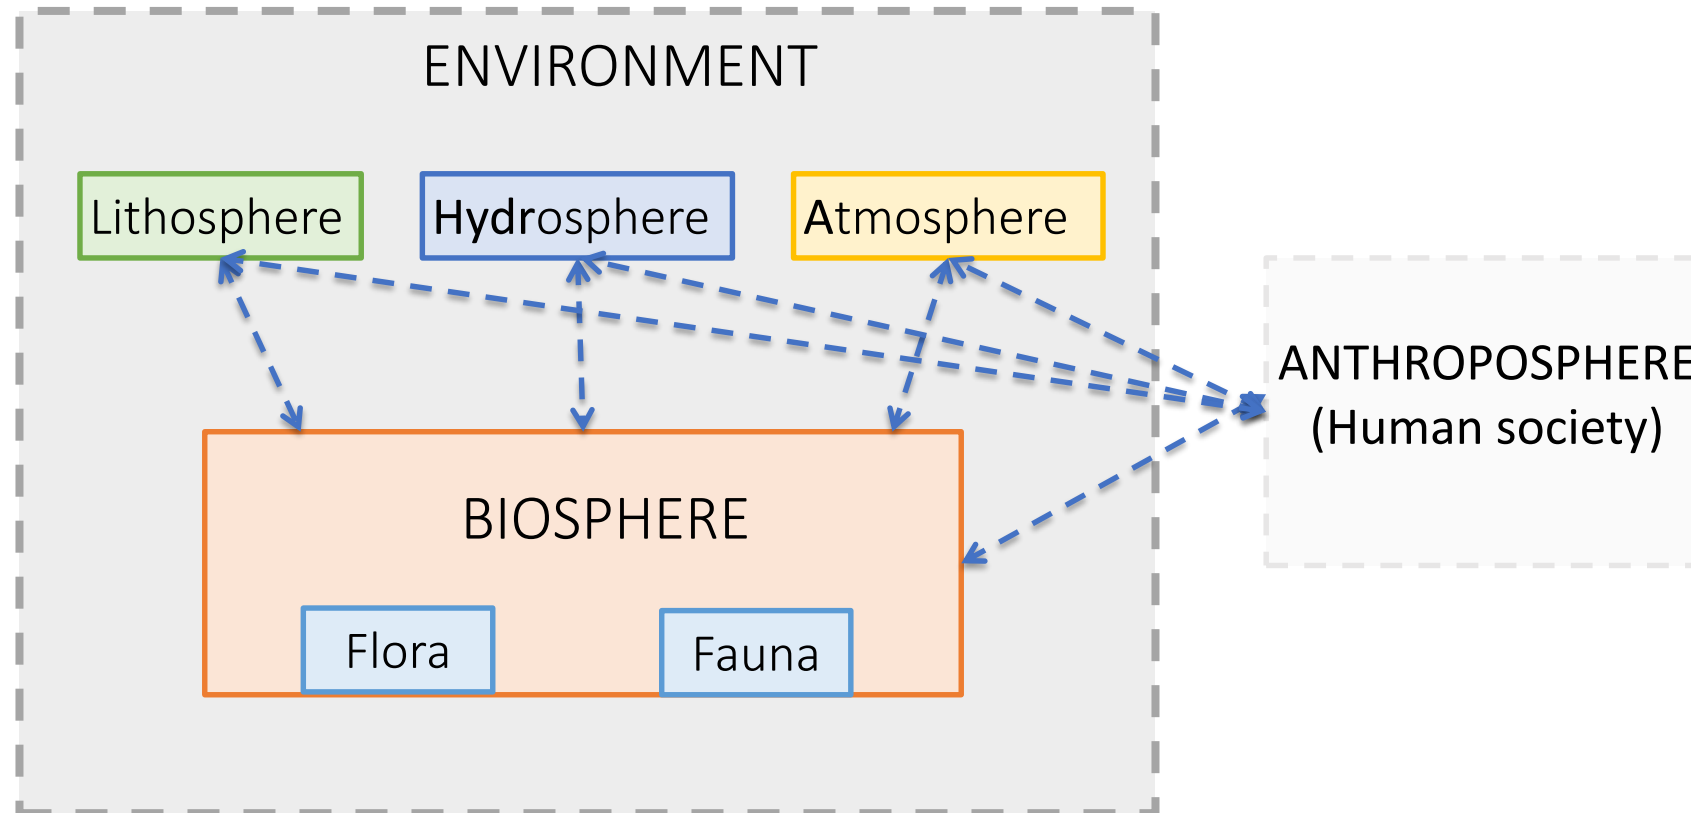 ENVIRONMENT
Lithosphere
Hydrosphere
Atmosphere
ANTHROPOSPHERE
(Human society)
BIOSPHERE
Flora
Fauna